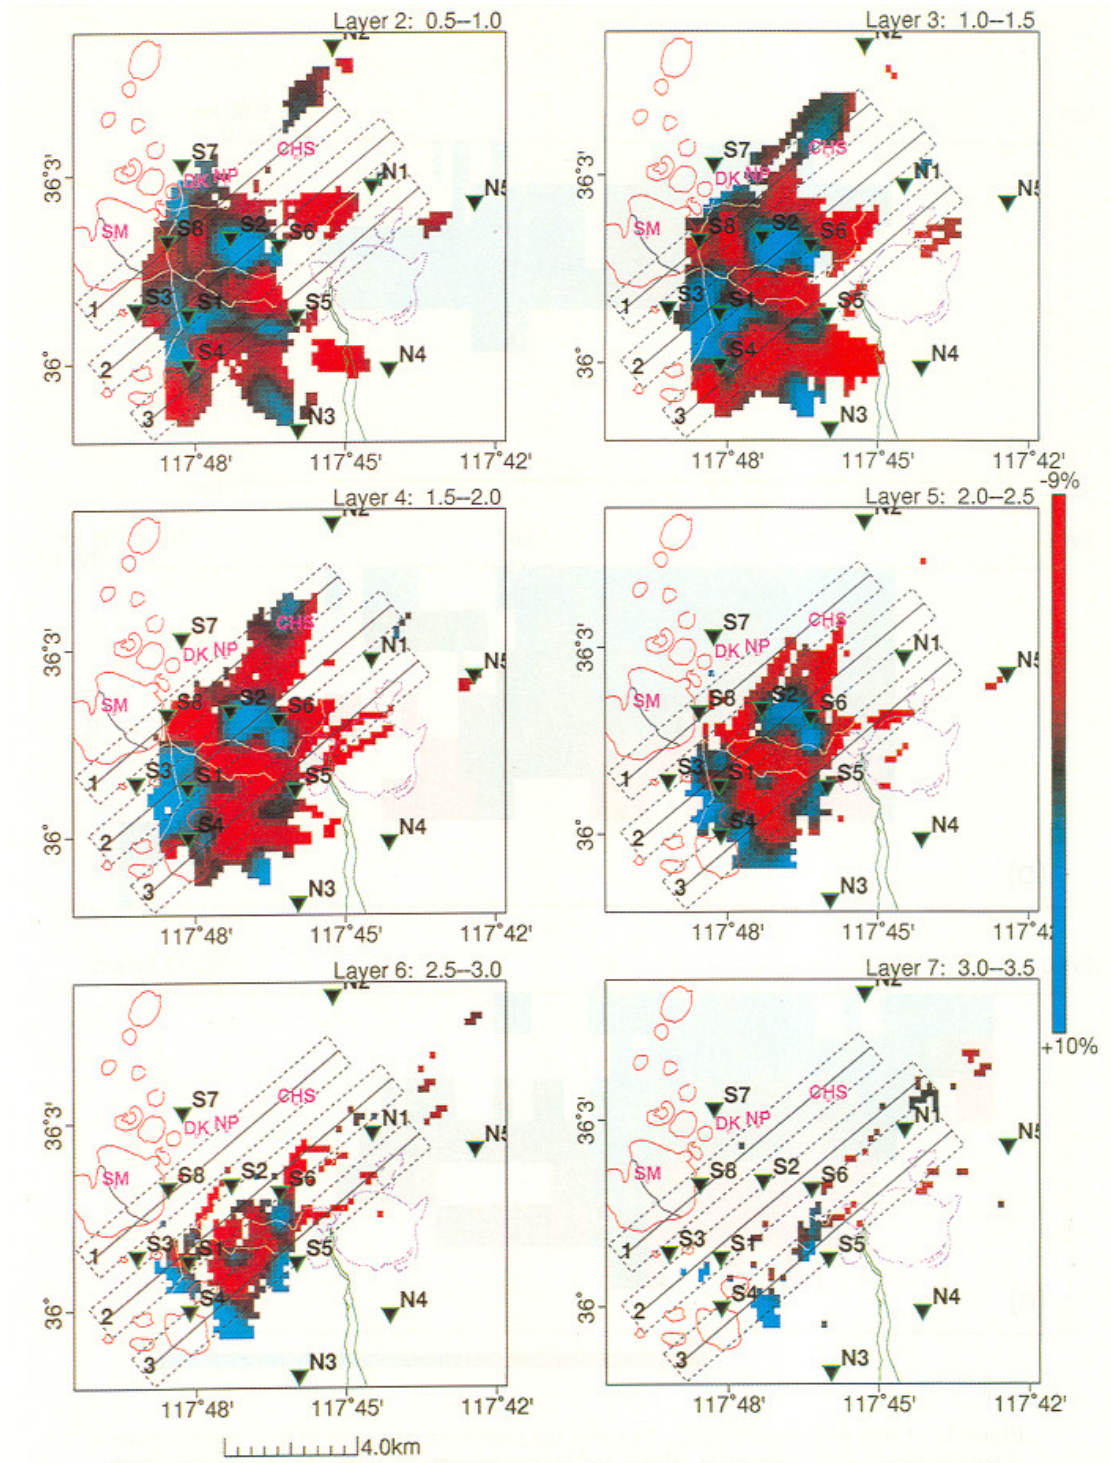 Layer 2: 0.5--1.0
N2
S7
CHS
DK NP
N1
N5
SM
S8
S2
S6
S3
S1
S5
S4
N4
N3
1
2
3
36°3'
36°
117°48'
117°45'
117°42'
Layer 3: 1.0--1.5
N2
S7
CHS
DK NP
N1
N5
SM
S8
S2
S6
S3
S1
S5
S4
N4
N3
1
2
3
36°3'
36°
117°48'
117°45'
117°42'
-9%
+10%
Layer 4: 1.5--2.0
N2
S7
CHS
DK NP
N1
N5
SM
S8
S2
S6
S3
S1
S5
S4
N4
N3
1
2
3
36°3'
36°
117°48'
117°45'
117°42'
Layer 5: 2.0--2.5
S7
CHS
DK NP
N1
N5
SM
S8
S2
S6
S3
S1
S5
S4
N4
N3
1
2
3
36°3'
36°
117°48'
117°45'
117°42'
Layer 6: 2.5--3.0
N2
S7
CHS
DK NP
N1
N5
SM
S8
S2
S6
S3
S1
S5
S4
N4
N3
1
2
3
36°3'
36°
117°48'
117°45'
117°42'
Layer 7: 3.0--3.5
N2
S7
CHS
DK NP
N1
N5
SM
S8
S2
S6
S3
S1
S5
S4
N4
N3
1
2
3
36°3'
36°
117°48'
117°45'
117°42'
4.0km